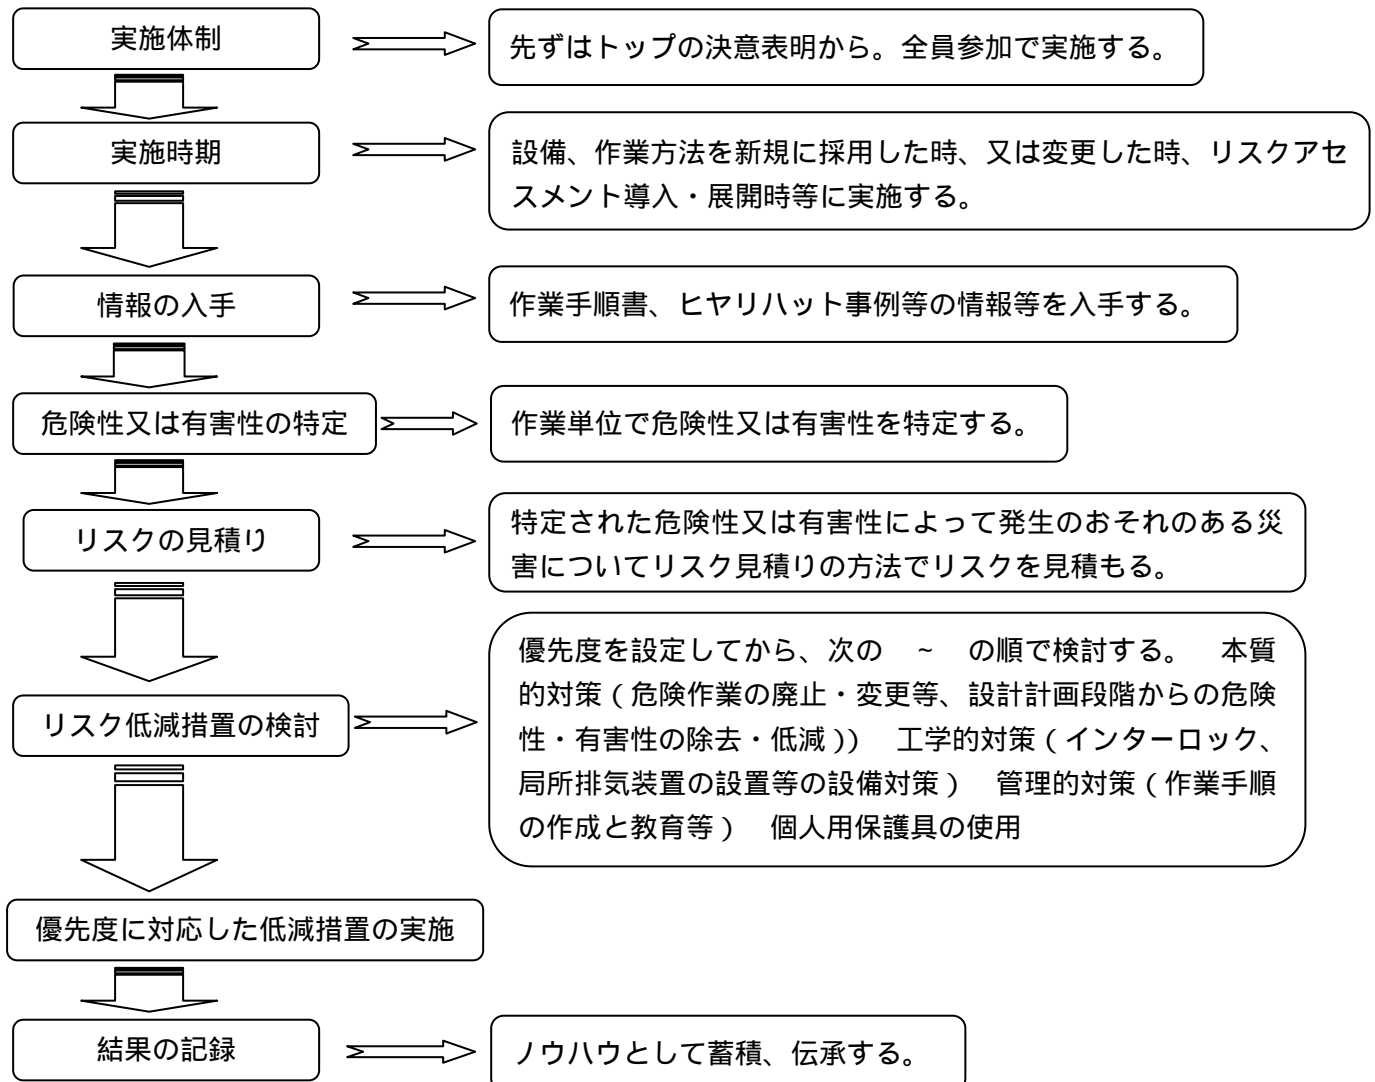 実施体制
先ずはトップの決意表明から。全員参加で実施する。
実施時期
設備、作業方法を新規に採用した時、又は変更した時、リスクアセ
スメント導入・展開時等に実施する。
情報の入手
作業手順書、ヒヤリハット事例等の情報等を入手する。
危険性又は有害性の特定
作業単位で危険性又は有害性を特定する。
リスクの見積り
特定された危険性又は有害性によって発生のおそれのある災
害についてリスク見積りの方法でリスクを見積もる。
リスク低減措置の検討
優先度を設定してから、次の　~　の順で検討する。　本質
的対策(危険作業の廃止・変更等、設計計画段階からの危険
性・有害性の除去・低減))　工学的対策(インターロック、
局所排気装置の設置等の設備対策)　管理的対策(作業手順
の作成と教育等)　個人用保護具の使用
優先度に対応した低減措置の実施
結果の記録
ノウハウとして蓄積、伝承する。